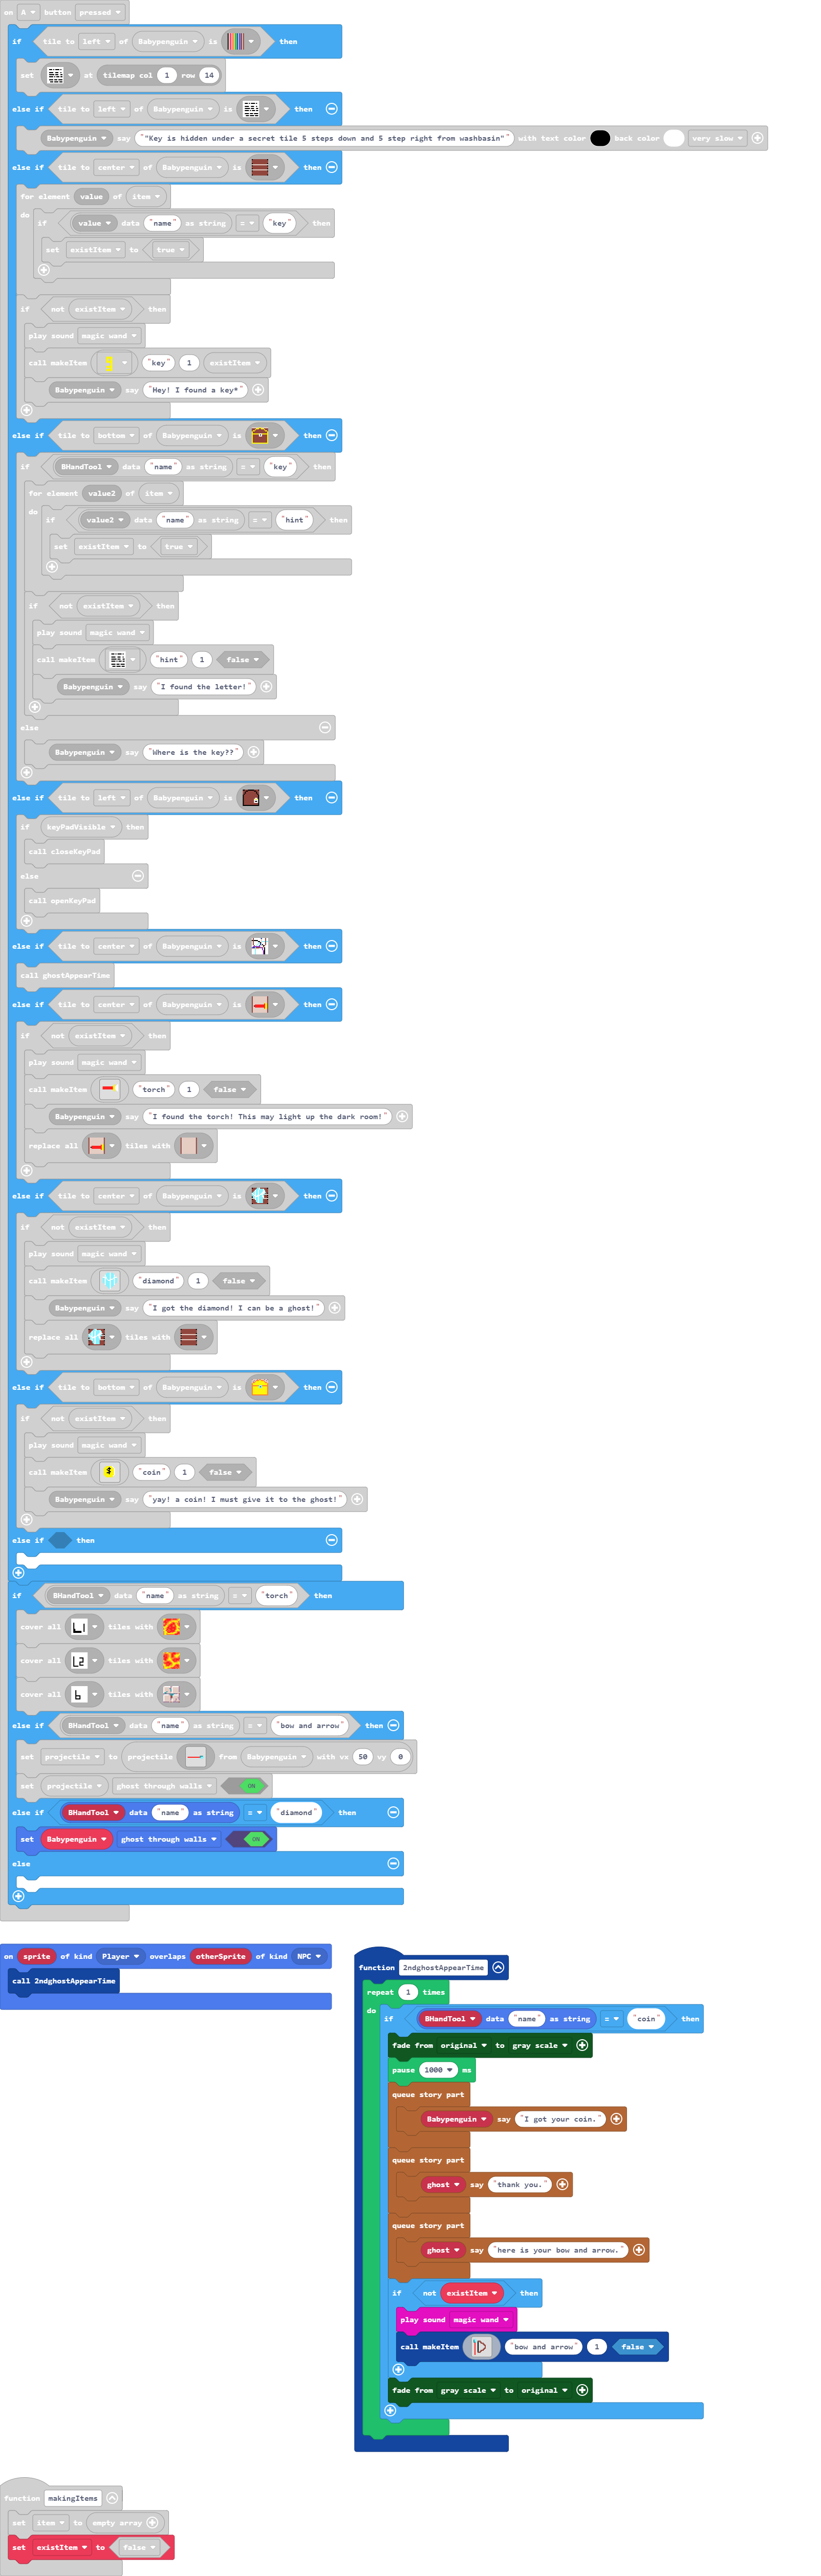 on A button pressed
if tile to left of Babypenguin is then
set at tilemap col 1 row 14
else if tile to left of Babypenguin is then
Babypenguin say ""Key is hidden under a secret tile 5 steps down and 5 step right from washbasin" with text color back color very slow
else if tile to center of Babypenguin is then
for element value of item
do if value data "name" as string = "key" then
set existItem to true
if not existItem then
play sound magic wand
call makeItem "key" 1 existItem
Babypenguin say "Hey! I found a key*"
else if tile to bottom of Babypenguin is then
if BHandTool data "name" as string = "key" then
for element value2 of item
do if value2 data "name" as string = "hint" then
set existItem to true
if not existItem then
play sound magic wand
call makeItem "hint" 1 false
Babypenguin say "I found the letter!"
else
Babypenguin say "Where is the key??"
else if tile to left of Babypenguin is then
if keyPadVisible then
call closeKeyPad
else
call openKeyPad
else if tile to center of Babypenguin is then
call ghostAppearTime
else if tile to center of Babypenguin is then
if not existItem then
play sound magic wand
call makeItem "torch" 1 false
Babypenguin say "I found the torch! This may light up the dark room!"
replace all tiles with
else if tile to center of Babypenguin is then
if not existItem then
play sound magic wand
call makeItem "diamond" 1 false
Babypenguin say "I got the diamond! I can be a ghost!"
replace all tiles with
else if tile to bottom of Babypenguin is then
if not existItem then
play sound magic wand
call makeItem "coin" 1 false
Babypenguin say "yay! a coin! I must give it to the ghost!"
else if then
if BHandTool data "name" as string = "torch" then
cover all L1 tiles with
cover all L2 tiles with
cover all b tiles with
else if BHandTool data "name" as string = "bow and arrow" then
set projectile to projectile from Babypenguin with vx 50 vy 0
set projectile ghost through walls ON
else if BHandTool data "name" as string = "diamond" then
set Babypenguin ghost through walls ON
else
on sprite of kind Player overlaps otherSprite of kind NPC
call 2ndghostAppearTime
function 2ndghostAppearTime
repeat 1 times
do if BHandTool data "name" as string = "coin" then
fade from original to gray scale
pause 1000 ms
queue story part
Babypenguin say "I got your coin."
queue story part
ghost say "thank you."
queue story part
ghost say "here is your bow and arrow."
if not existItem then
play sound magic wand
call makeItem "bow and arrow" 1 false
fade from gray scale to original
function makingItems
set item to empty array
set existItem to false